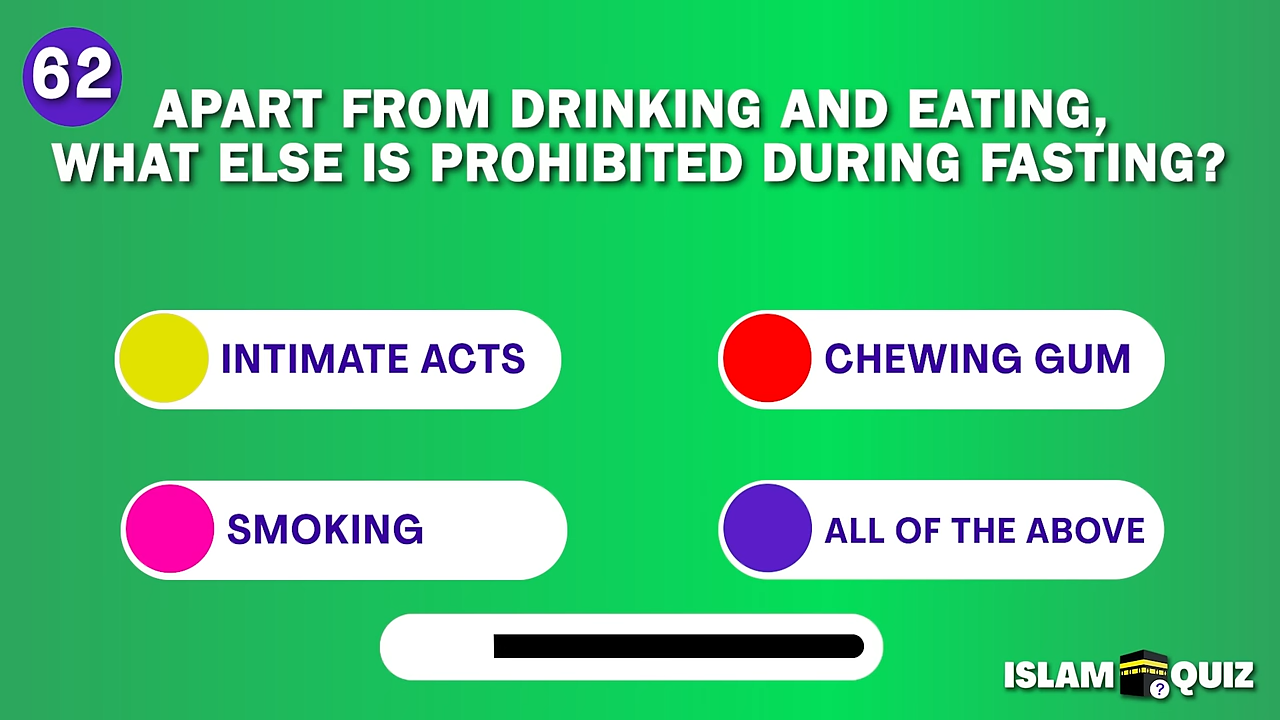 62
APART FROM DRINKING AND EATING,
WHAT ELSE IS PROHIBITED DURING FASTING?
INTIMATE ACTS
CHEWING GUM
SMOKING
ALL OF THE ABOVE
ISLAM ? QUIZ